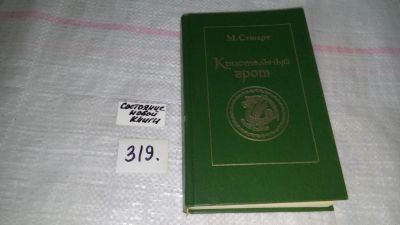 Состояние
новой
книги
319.
М. Стюарт
Кристальный
грот